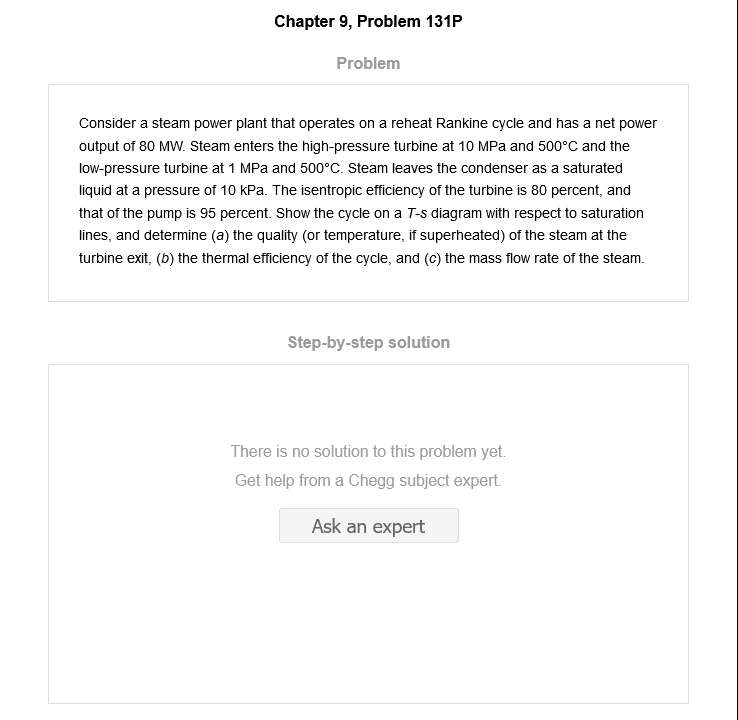 Chapter 9, Problem 131P
Problem
Consider a steam power plant that operates on a reheat Rankine cycle and has a net power
output of 80 MW. Steam enters the high-pressure turbine at 10 MPa and 500°C and the
low-pressure turbine at 1 MPa and 500°C. Steam leaves the condenser as a saturated
liquid at a pressure of 10 kPa. The isentropic efficiency of the turbine is 80 percent, and
that of the pump is 95 percent. Show the cycle on a T-s diagram with respect to saturation
lines, and determine (a) the quality (or temperature, if superheated) of the steam at the
turbine exit, (b) the thermal efficiency of the cycle, and (c) the mass flow rate of the steam.
Step-by-step solution
There is no solution to this problem yet.
Get help from a Chegg subject expert.
Ask an expert